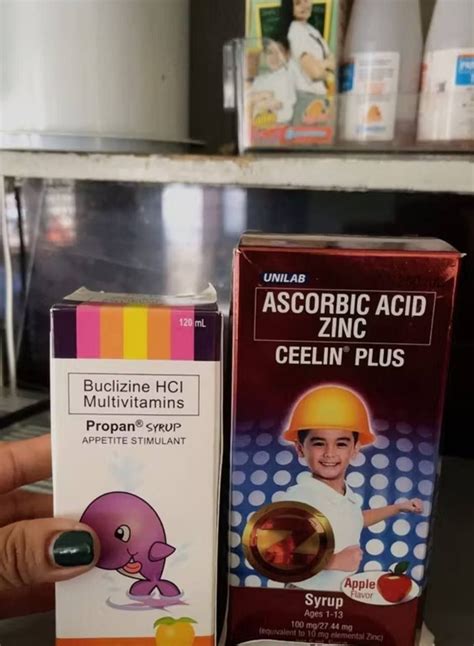 120 mL
Buclizine HCl
Multivitamins
Propan® SYRUP
APPETITE STIMULANT
UNILAB
ASCORBIC ACID
ZINC
CEELIN® PLUS
Apple
Flavor
Syrup
Ages 1-13
100 mg/27.44 mg
(equivalent to 10 mg elemental Zinc)